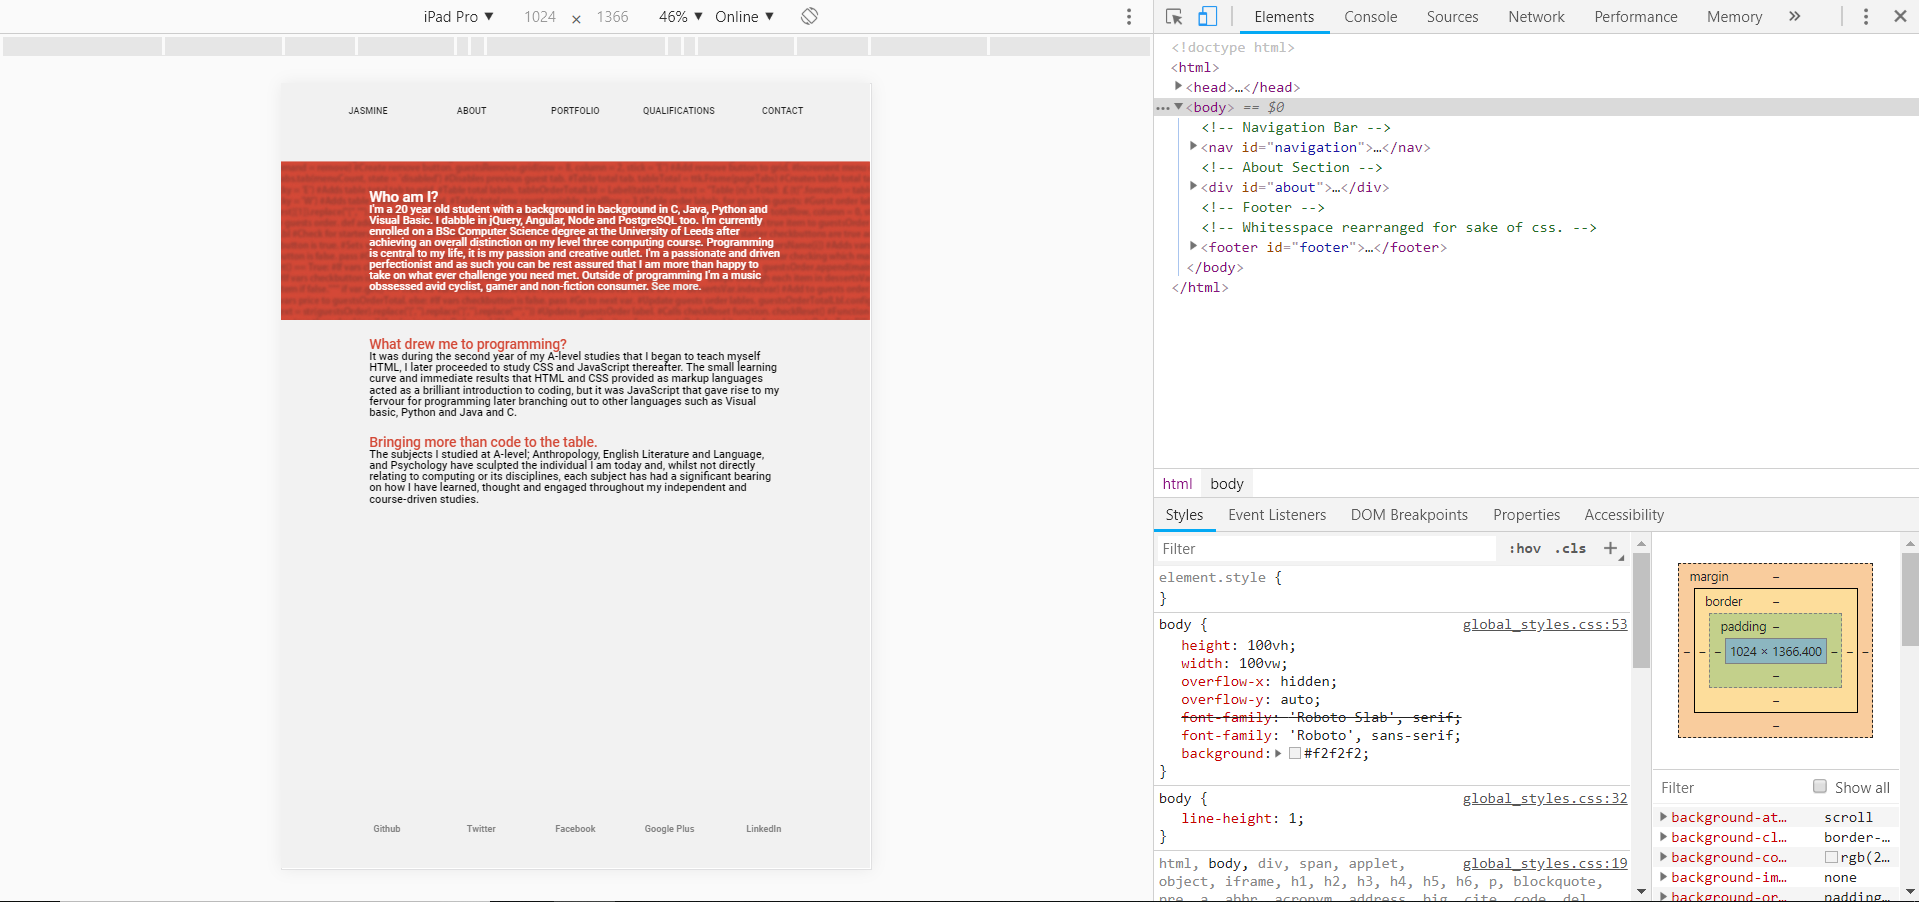 iPad Pro ▼ 1024 × 1366 46% ▼ Online ▼
JASMINE ABOUT PORTFOLIO QUALIFICATIONS CONTACT
Who am I?
I'm a 20 year old student with a background in background in C, Java, Python and
Visual Basic. I dabble in jQuery, Angular, Node and PostgreSQL too. I'm currently
enrolled on a BSc Computer Science degree at the University of Leeds after
achieving an overall distinction on my level three computing course. Programming
is central to my life, it is my passion and creative outlet. I'm a passionate and driven
perfectionist and as such you can be rest assured that I am more than happy to
take on what ever challenge you need met. Outside of programming I'm a music
obssessed avid cyclist, gamer and non-fiction consumer. See more.
What drew me to programming?
It was during the second year of my A-level studies that I began to teach myself
HTML, I later proceeded to study CSS and JavaScript thereafter. The small learning
curve and immediate results that HTML and CSS provided as markup languages
acted as a brilliant introduction to coding, but it was JavaScript that gave rise to my
fervour for programming later branching out to other languages such as Visual
basic, Python and Java and C.
Bringing more than code to the table.
The subjects I studied at A-level; Anthropology, English Literature and Language,
and Psychology have sculpted the individual I am today and, whilst not directly
relating to computing or its disciplines, each subject has had a significant bearing
on how I have learned, thought and engaged throughout my independent and
course-driven studies.
Github Twitter Facebook Google Plus LinkedIn
Elements Console Sources Network Performance Memory »
<!doctype html>
<html>
<head>…</head>
<body> == $0
<!-- Navigation Bar -->
<nav id="navigation">…</nav>
<!-- About Section -->
<div id="about">…</div>
<!-- Footer -->
<!-- Whitespace rearranged for sake of css. -->
<footer id="footer">…</footer>
</body>
</html>
html body
Styles Event Listeners DOM Breakpoints Properties Accessibility
Filter :hov .cls +
element.style {
}
body { global_styles.css:53
height: 100vh;
width: 100vw;
overflow-x: hidden;
overflow-y: auto;
font-family: 'Roboto Slab', serif;
font-family: 'Roboto', sans-serif;
background: #f2f2f2;
}
body { global_styles.css:32
line-height: 1;
}
html, body, div, span, applet, global_styles.css:19
object, iframe, h1, h2, h3, h4, h5, h6, p, blockquote,
pre, a, abbr, acronym, address, big, cite, code, del,
margin –
border –
padding –
– – – 1024 × 1366.400 – – –
–
–
–
Filter Show all
background-at… scroll
background-cl… border-…
background-co… rgb(2…
background-im… none
background-or… padding…